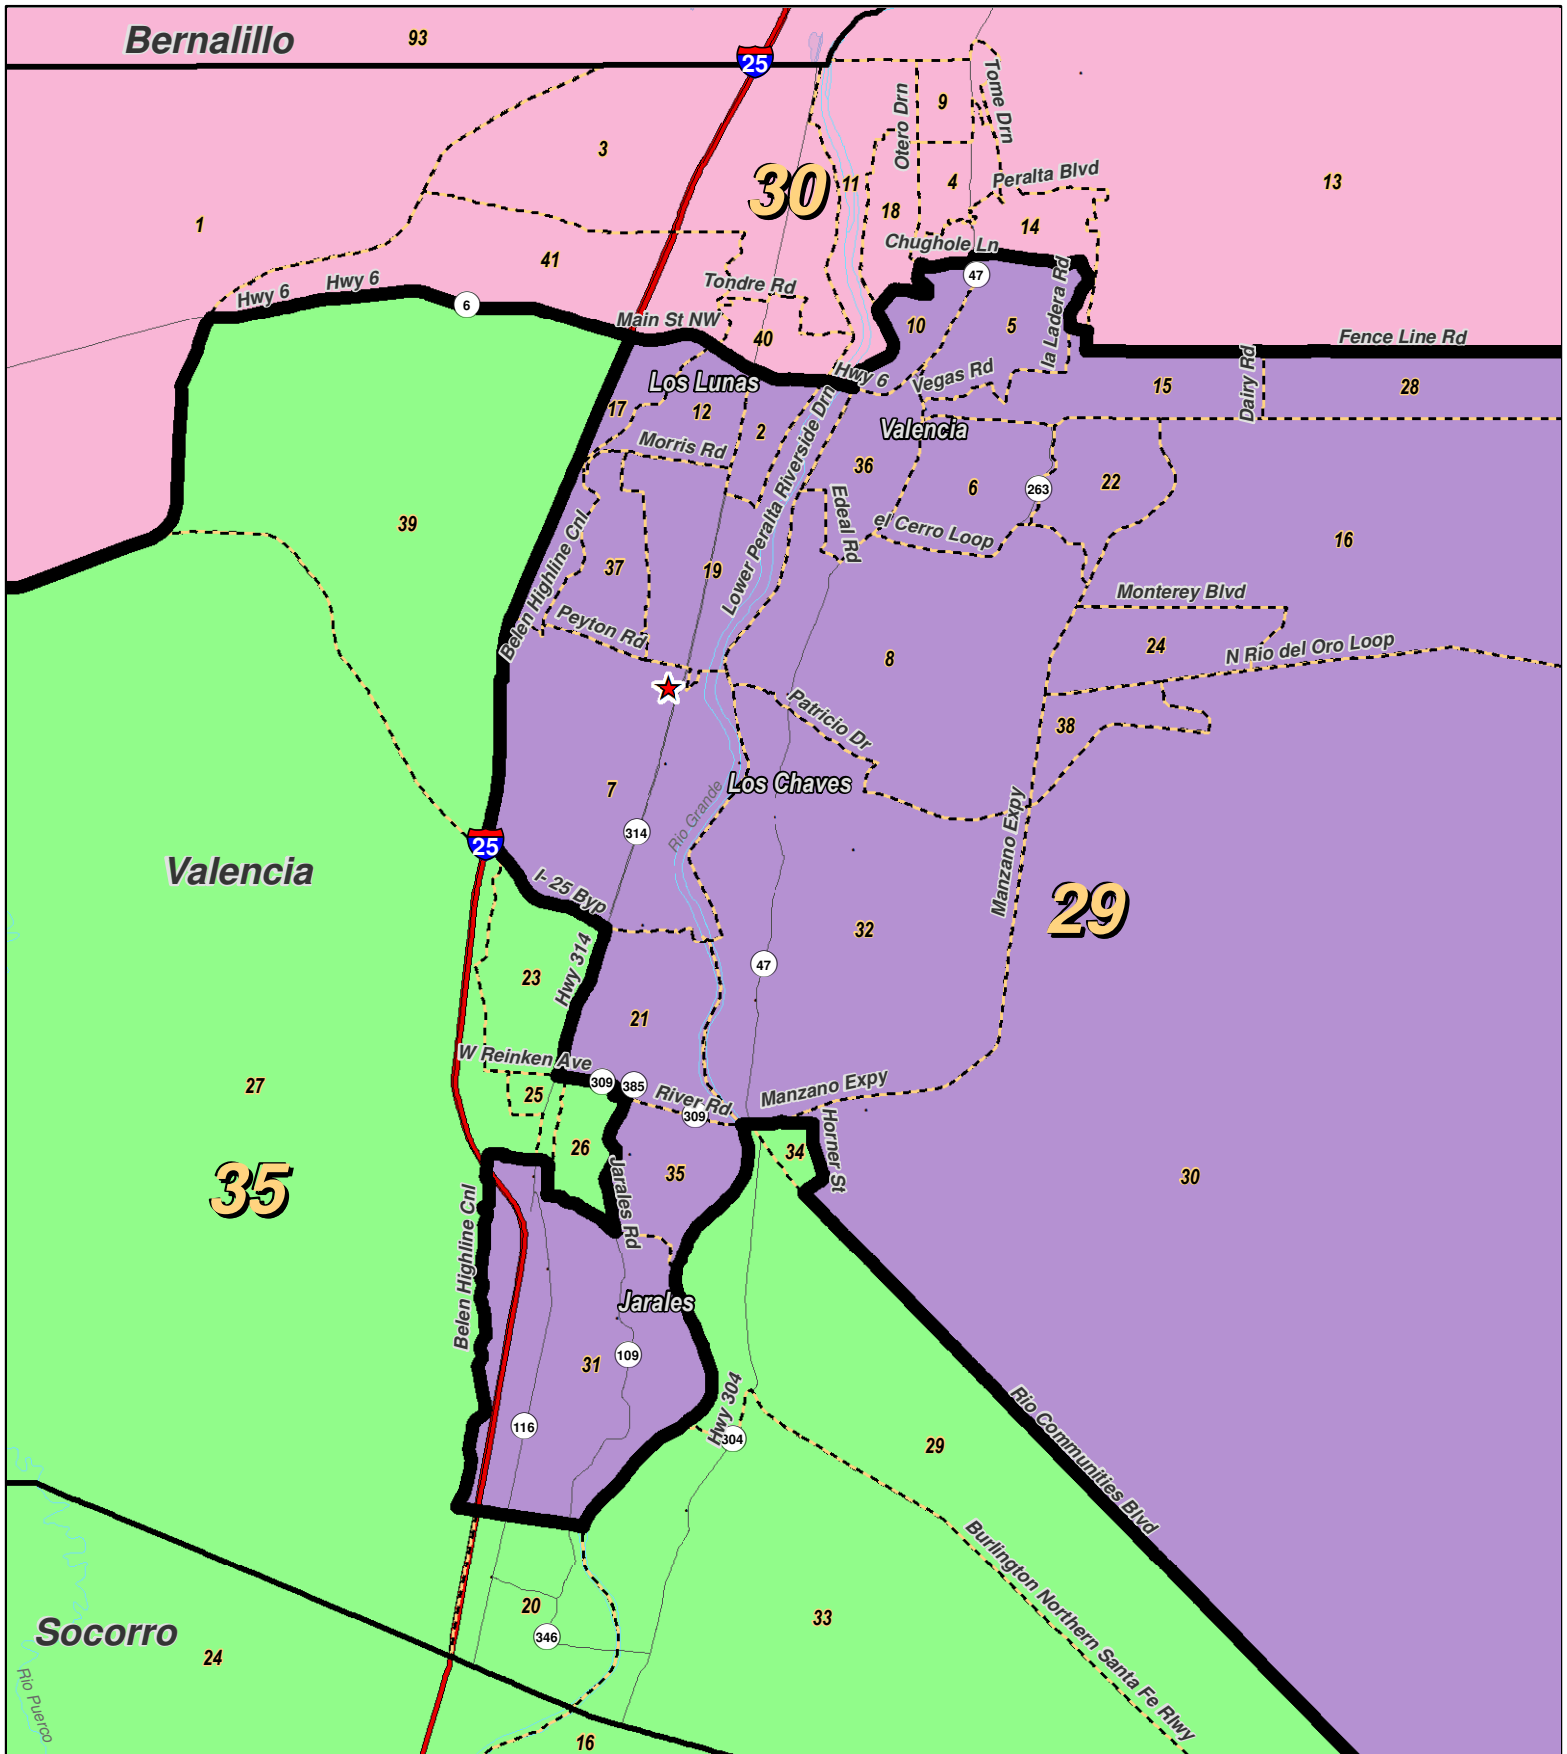 Bernalillo
93
25
Tome Drn
9
Otero Drn
3
30
11
4
Peralta Blvd
13
1
18
14
41
Chughole Ln
47
Hwy 6
Hwy 6
6
Tondre Rd
la Ladera Rd
Main St NW
10
5
40
Fence Line Rd
Los Lunas
Hwy 6
Vegas Rd
15
Dairy Rd
28
17
12
2
Valencia
Morris Rd
36
6
263
22
39
Lower Peralta Riverside Drn
Edeal Rd
el Cerro Loop
16
Belen Highline Cnl
37
19
Monterey Blvd
Peyton Rd
8
24
N Rio del Oro Loop
Patricio Dr
38
7
Los Chaves
Rio Grande
314
Manzano Expy
25
Valencia
I- 25 Byp
29
32
23
Hwy 314
47
21
W Reinken Ave
309
385
27
25
River Rd
309
Manzano Expy
Horner St
26
34
35
Jarales Rd
35
30
Belen Highline Cnl
Jarales
31
109
116
Hwy 304
304
29
Rio Communities Blvd
Burlington Northern Santa Fe Rlwy
20
33
346
Socorro
24
Rio Puerco
16